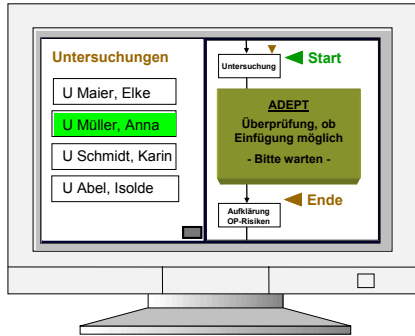 Untersuchungen
U Maier, Elke
U Müller, Anna
U Schmidt, Karin
U Abel, Isolde
Untersuchung
Start
ADEPT
Überprüfung, ob
Einfügung möglich
- Bitte warten -
Ende
Aufklärung
OP-Risiken